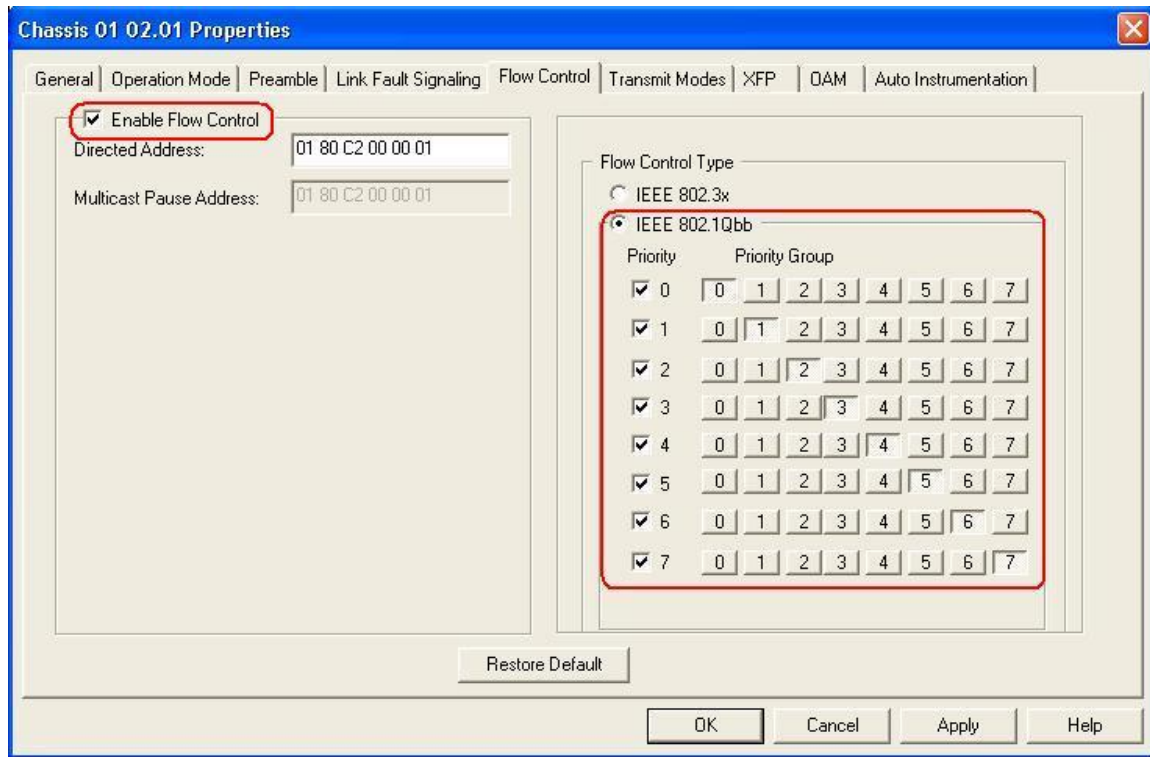 Chassis 01 02.01 Properties
General Operation Mode Preamble Link Fault Signaling Flow Control Transmit Modes XFP OAM Auto Instrumentation
Enable Flow Control
Directed Address: 01 80 C2 00 00 01
Multicast Pause Address: 01 80 C2 00 00 01
Flow Control Type
IEEE 802.3x
IEEE 802.1Qbb
Priority Priority Group
0 0 1 2 3 4 5 6 7
1 0 1 2 3 4 5 6 7
2 0 1 2 3 4 5 6 7
3 0 1 2 3 4 5 6 7
4 0 1 2 3 4 5 6 7
5 0 1 2 3 4 5 6 7
6 0 1 2 3 4 5 6 7
7 0 1 2 3 4 5 6 7
Restore Default
OK Cancel Apply Help